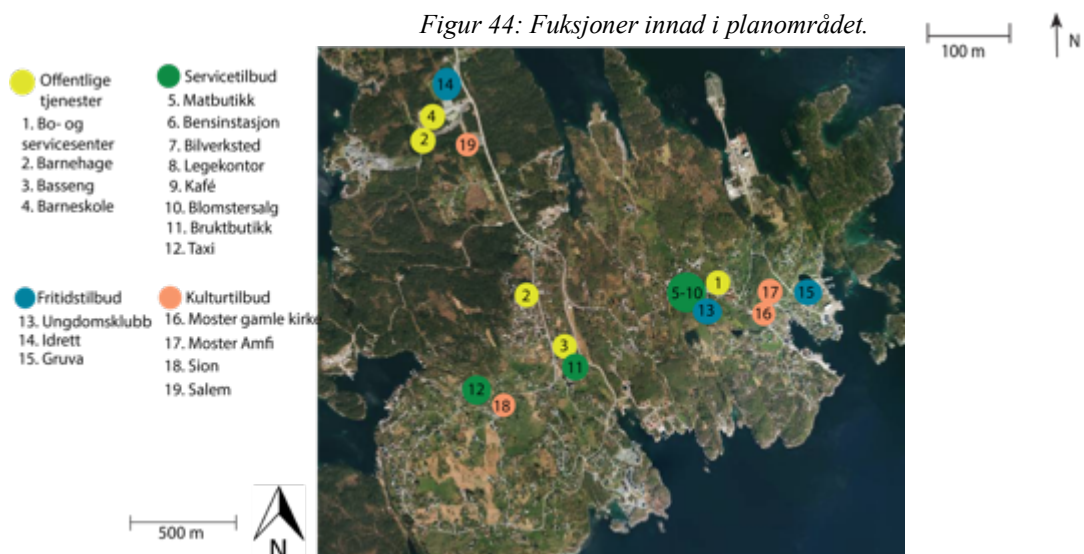 Figur 44: Fuksjoner innad i planområdet.
100 m
N
Offentlige
tjenester
1. Bo- og
servicesenter
2. Barnehage
3. Basseng
4. Barneskole
Servicetilbud
5. Matbutikk
6. Bensinstasjon
7. Bilverksted
8. Legekontor
9. Kafé
10. Blomstersalg
11. Bruktbutikk
12. Taxi
Fritidstilbud
13. Ungdomsklubb
14. Idrett
15. Gruva
Kulturtilbud
16. Moster gamle kirke
17. Moster Amfi
18. Sion
19. Salem
14
4
2
19
2
3
11
12
18
5-10
1
13
17
16
15
500 m
N